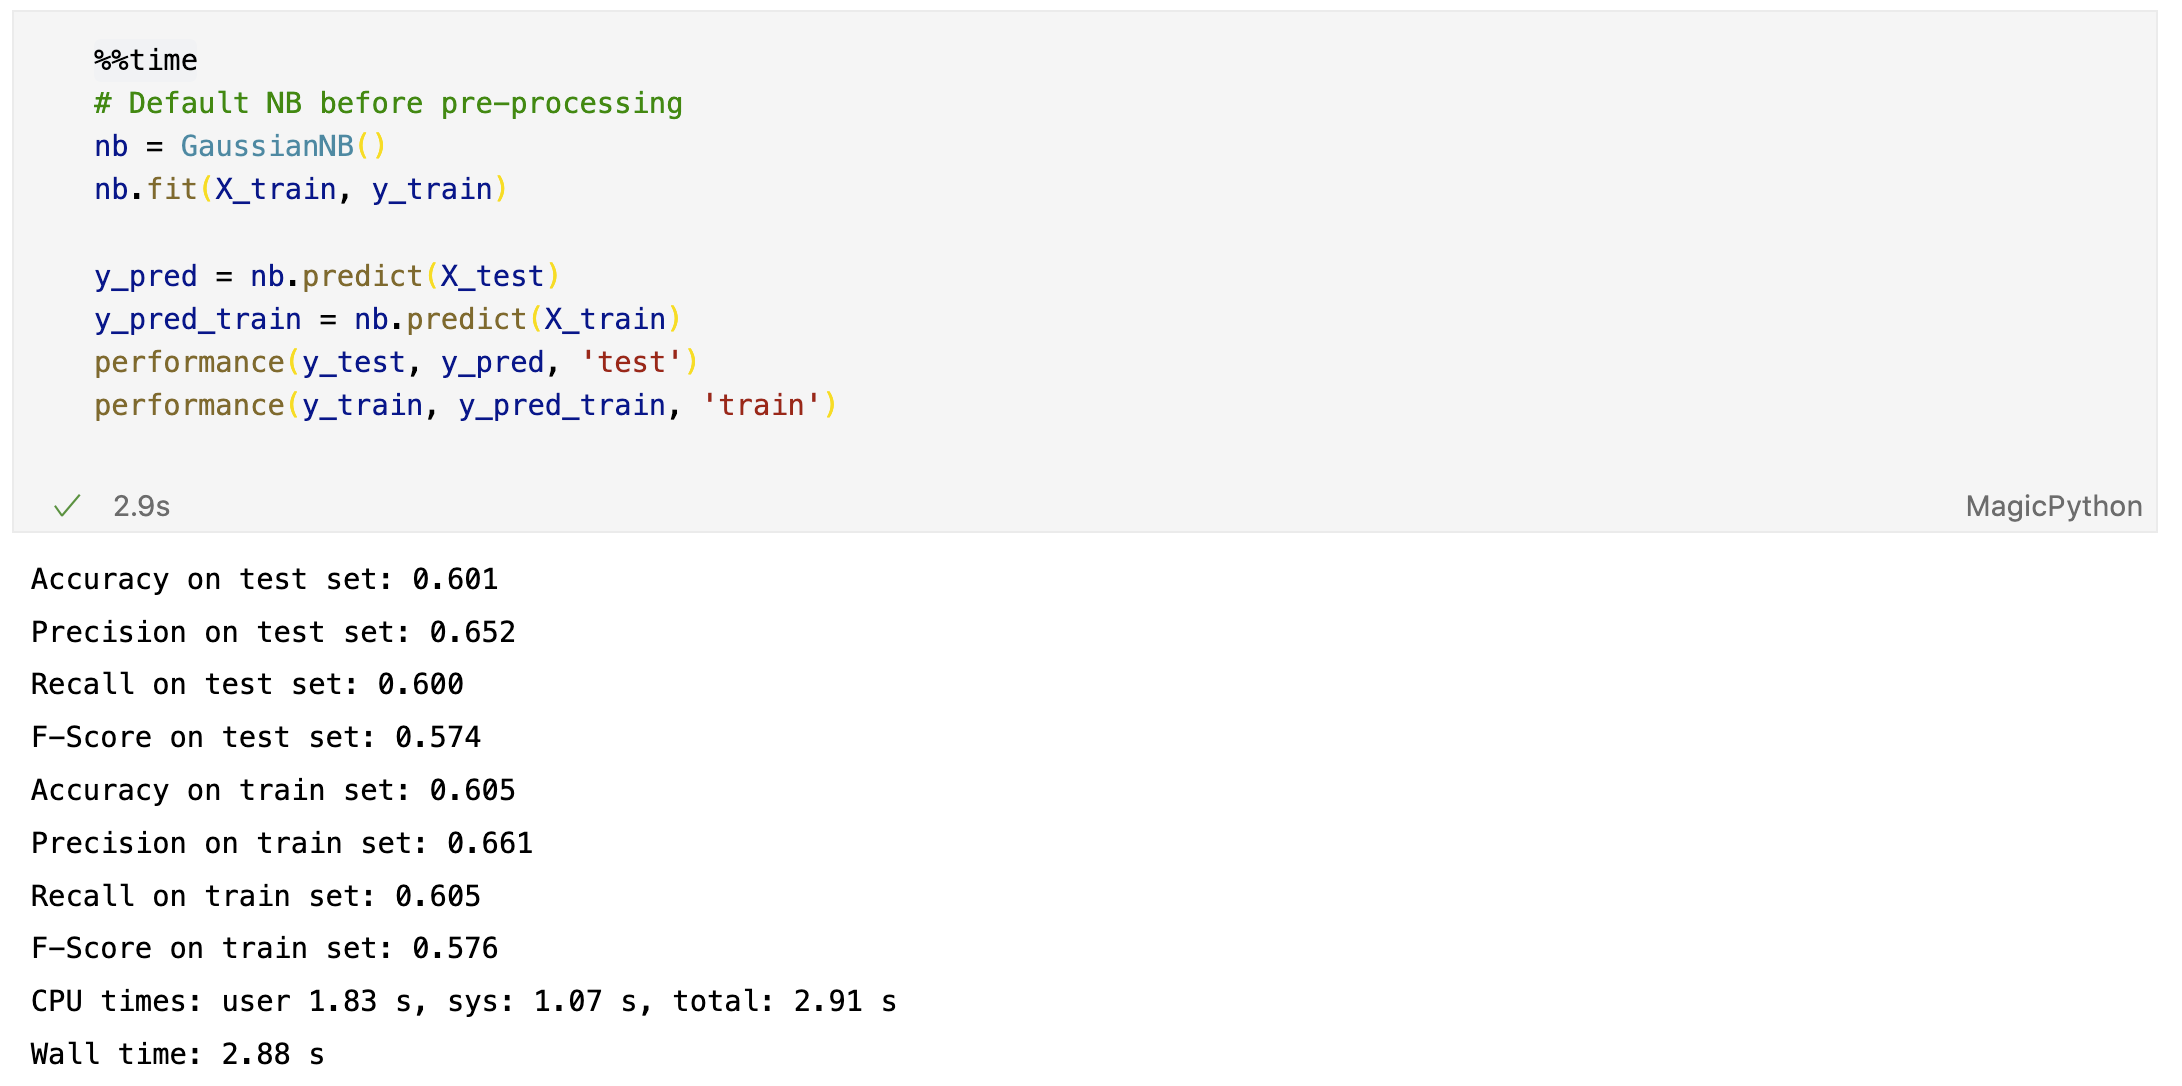 %%time
# Default NB before pre-processing
nb = GaussianNB()
nb.fit(X_train, y_train)
y_pred = nb.predict(X_test)
y_pred_train = nb.predict(X_train)
performance(y_test, y_pred, 'test')
performance(y_train, y_pred_train, 'train')
✓ 2.9s MagicPython
Accuracy on test set: 0.601
Precision on test set: 0.652
Recall on test set: 0.600
F-Score on test set: 0.574
Accuracy on train set: 0.605
Precision on train set: 0.661
Recall on train set: 0.605
F-Score on train set: 0.576
CPU times: user 1.83 s, sys: 1.07 s, total: 2.91 s
Wall time: 2.88 s